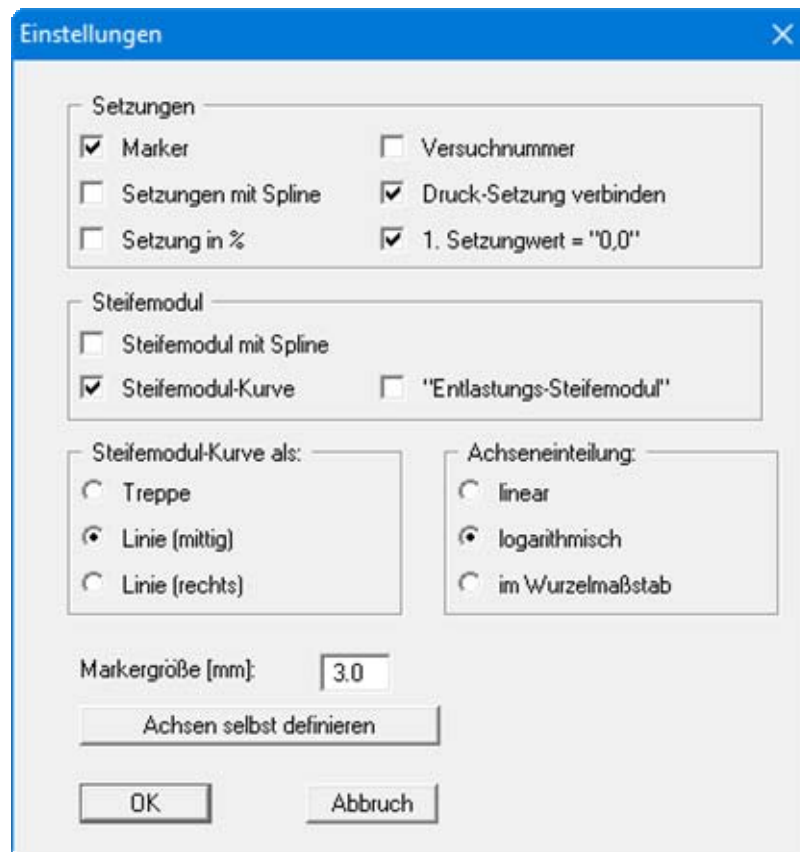 Einstellungen
Setzungen
Marker
Versuchnummer
Setzungen mit Spline
Druck-Setzung verbinden
Setzung in %
1. Setzungwert = "0,0"
Steifemodul
Steifemodul mit Spline
Steifemodul-Kurve
"Entlastungs-Steifemodul"
Steifemodul-Kurve als:
Treppe
Linie (mittig)
Linie (rechts)
Achseneinteilung:
linear
logarithmisch
im Wurzelmaßstab
Markergröße [mm]:
3.0
Achsen selbst definieren
OK
Abbruch